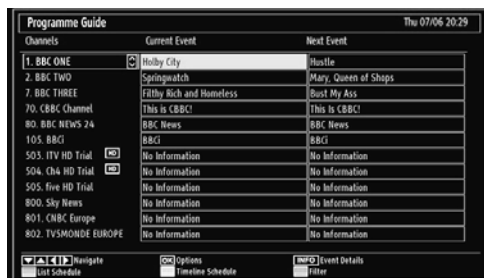 Programme Guide Thu 07/06 20:29
Channels Current Event Next Event
1. BBC ONE Holby City Hustle
2. BBC TWO Springwatch Mary, Queen of Shops
7. BBC THREE Filthy Rich and Homeless Bust My Ass
70. CBBC Channel This is CBBC! This Is CBBC!
80. BBC NEWS 24 BBC News BBC News
105. BBCi BBCi BBCi
503. ITV HD Trial HD No Information No Information
504. Ch4 HD Trial HD No Information No Information
505. five HD Trial No Information No Information
800. Sky News No Information No Information
801. CNBC Europe No Information No Information
802. TV5MONDE EUROPE No Information No Information
Navigate OK Options INFO Event Details
List Schedule Timeline Schedule Filter